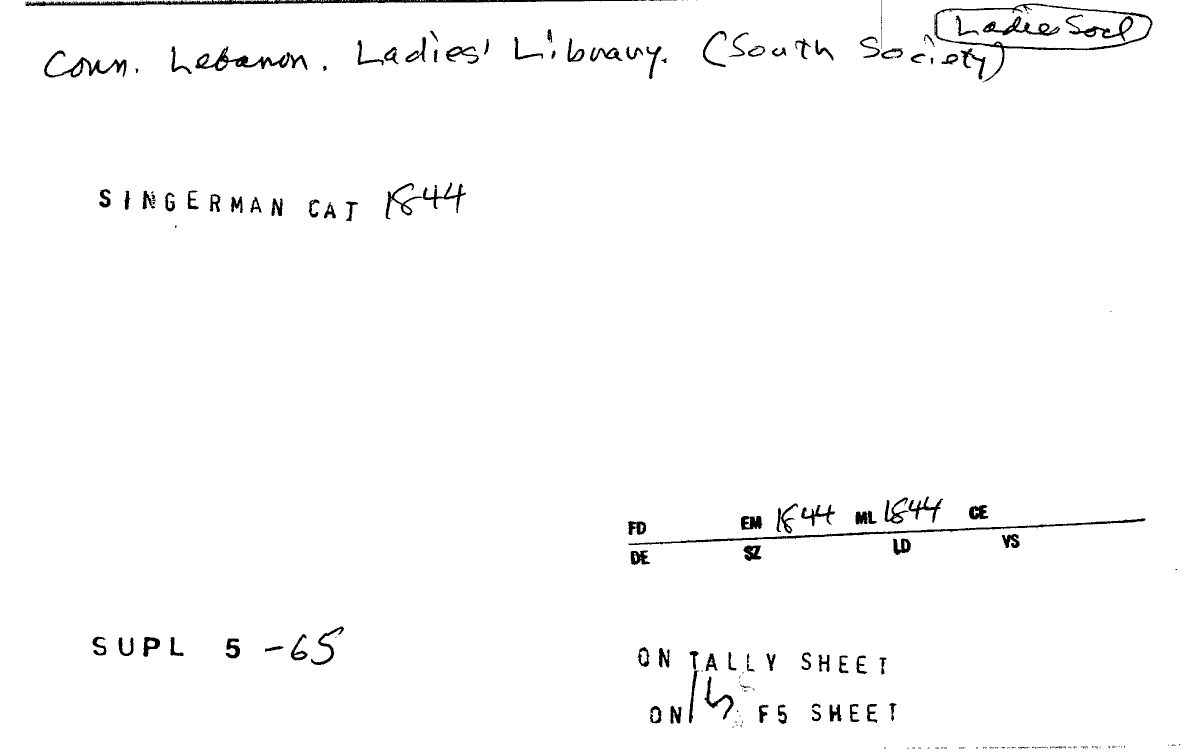 Ladies Socl
Conn. Lebanon. Ladies' Library. (South Society)
SINGERMAN CAT 1844
FD EM 1844 ML 1844 CE
DE SZ LD VS
SUPL 5 -65
ON TALLY SHEET
ON F5 SHEET